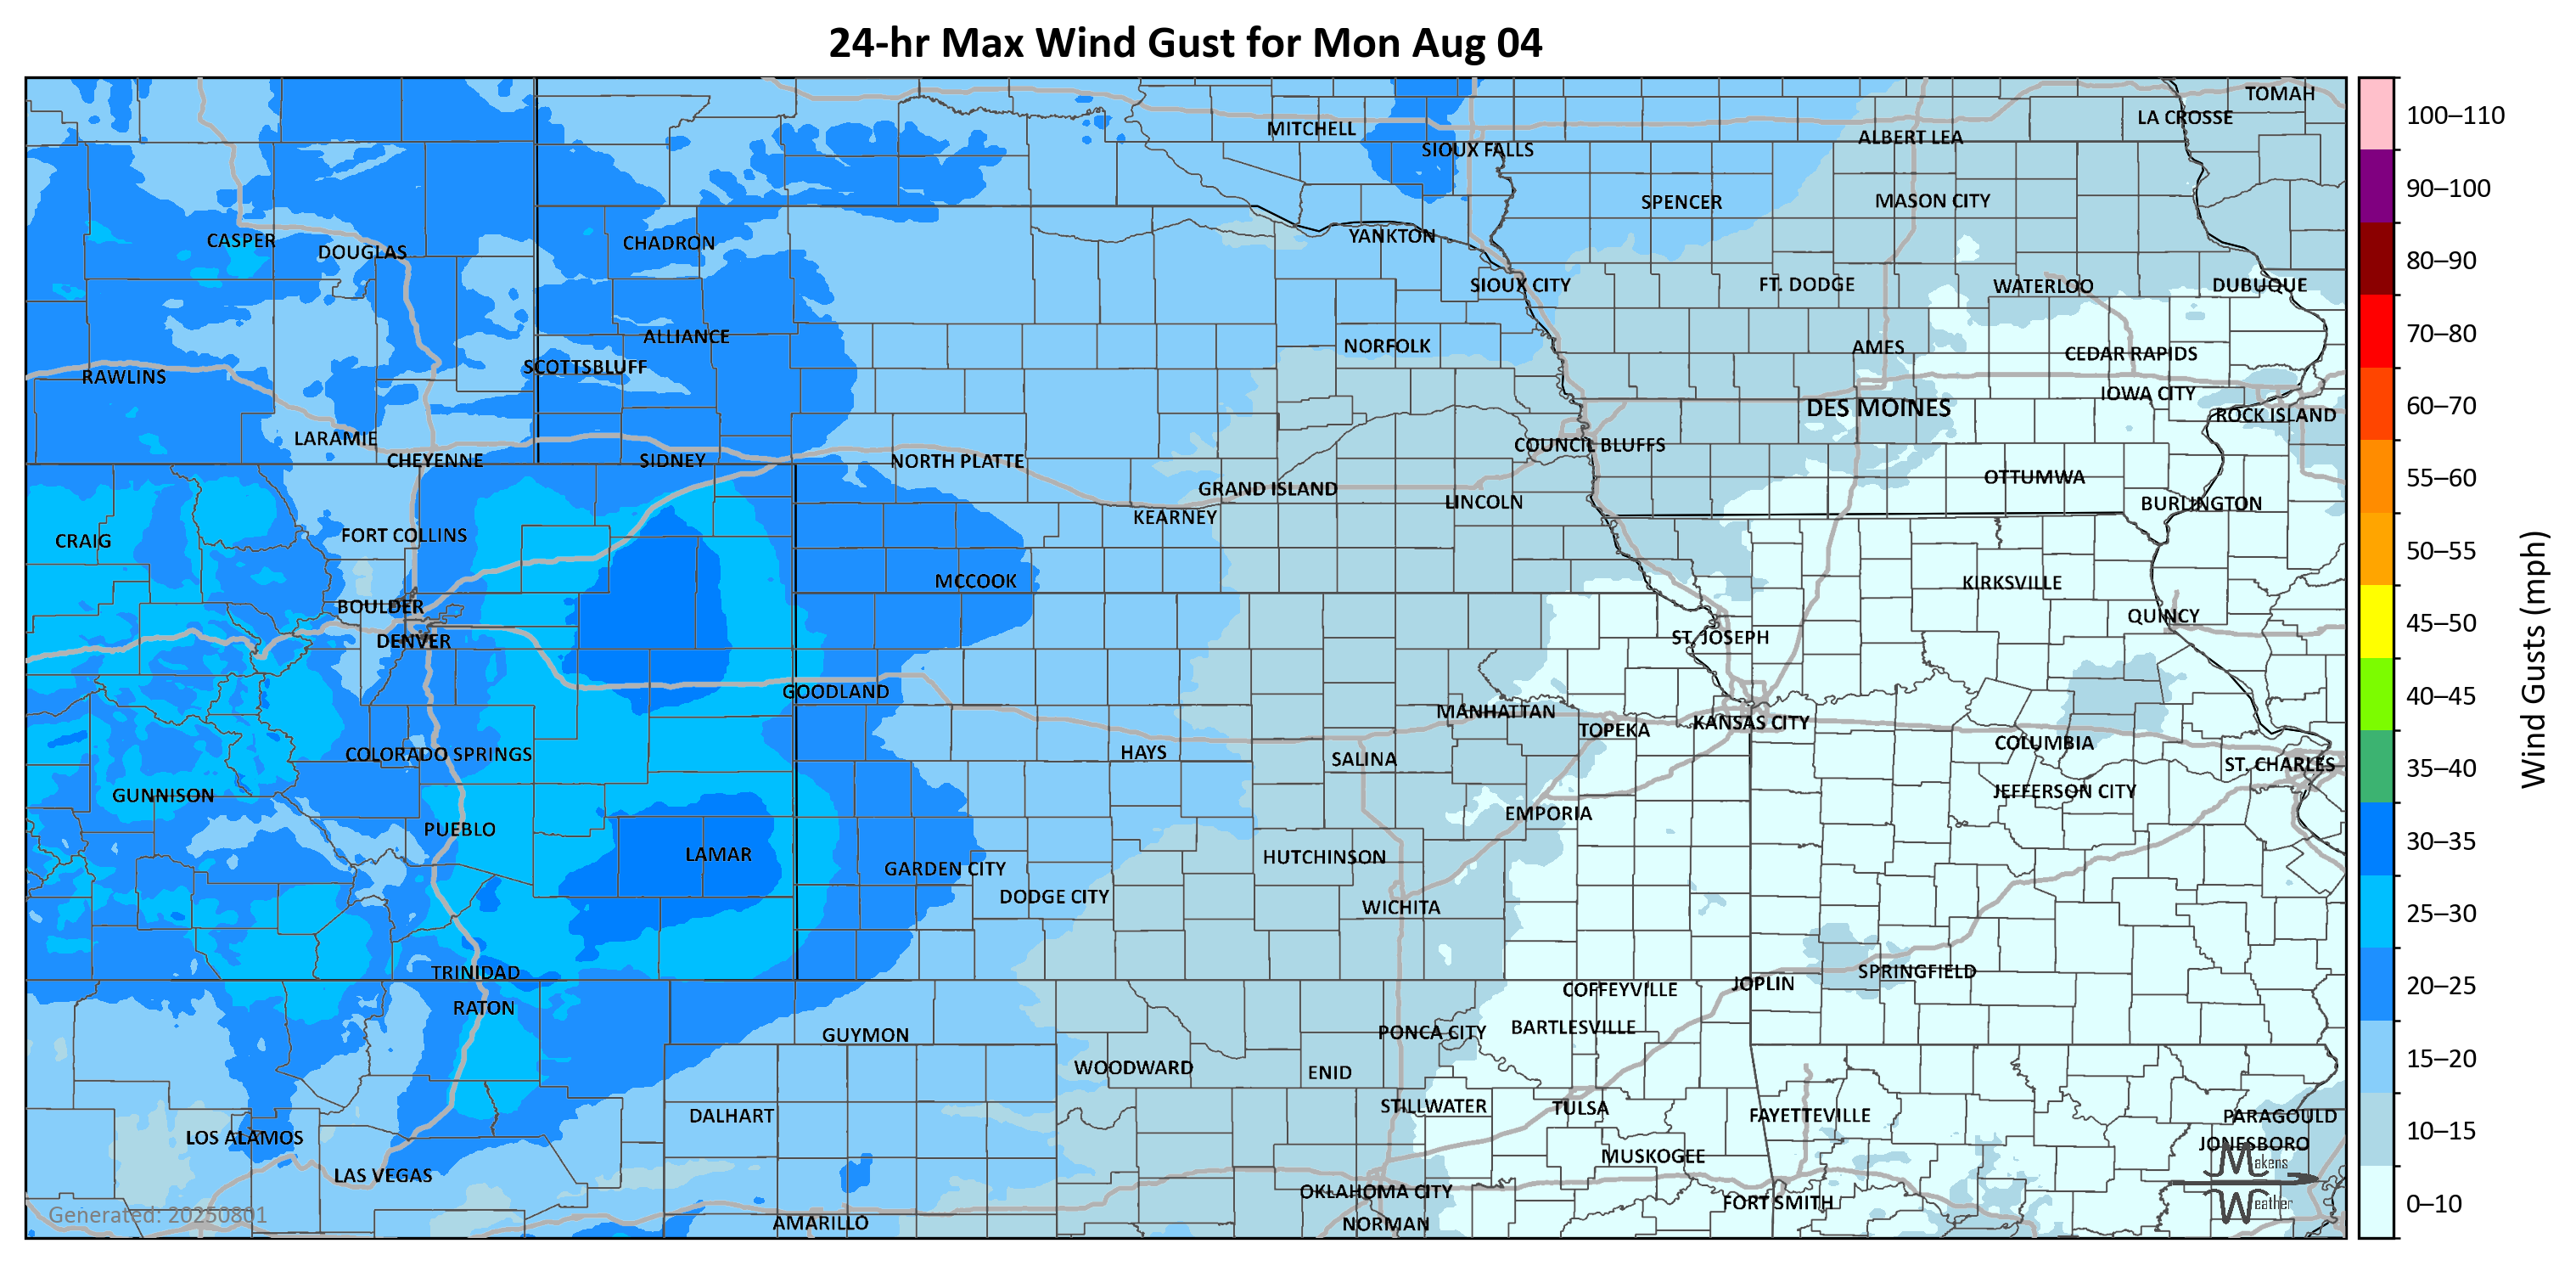 24-hr Max Wind Gust for Mon Aug 04
TOMAH
LA CROSSE
MITCHELL
ALBERT LEA
SIOUX FALLS
SPENCER
MASON CITY
CASPER
DOUGLAS
CHADRON
YANKTON
SIOUX CITY
FT. DODGE
WATERLOO
DUBUQUE
ALLIANCE
NORFOLK
AMES
CEDAR RAPIDS
SCOTTSBLUFF
RAWLINS
IOWA CITY
DES MOINES
ROCK ISLAND
LARAMIE
COUNCIL BLUFFS
CHEYENNE
SIDNEY
NORTH PLATTE
OTTUMWA
GRAND ISLAND
LINCOLN
BURLINGTON
KEARNEY
FORT COLLINS
CRAIG
MCCOOK
KIRKSVILLE
BOULDER
QUINCY
DENVER
ST. JOSEPH
GOODLAND
MANHATTAN
TOPEKA
KANSAS CITY
COLUMBIA
COLORADO SPRINGS
HAYS
SALINA
ST. CHARLES
GUNNISON
JEFFERSON CITY
EMPORIA
PUEBLO
LAMAR
HUTCHINSON
GARDEN CITY
DODGE CITY
WICHITA
TRINIDAD
SPRINGFIELD
JOPLIN
COFFEYVILLE
RATON
BARTLESVILLE
GUYMON
PONCA CITY
WOODWARD
ENID
STILLWATER
TULSA
DALHART
FAYETTEVILLE
PARAGOULD
LOS ALAMOS
JONESBORO
MUSKOGEE
LAS VEGAS
OKLAHOMA CITY
FORT SMITH
AMARILLO
NORMAN
Generated: 20250801
Makens
Weather
100–110
90–100
80–90
70–80
60–70
55–60
50–55
45–50
40–45
35–40
30–35
25–30
20–25
15–20
10–15
0–10
Wind Gusts (mph)